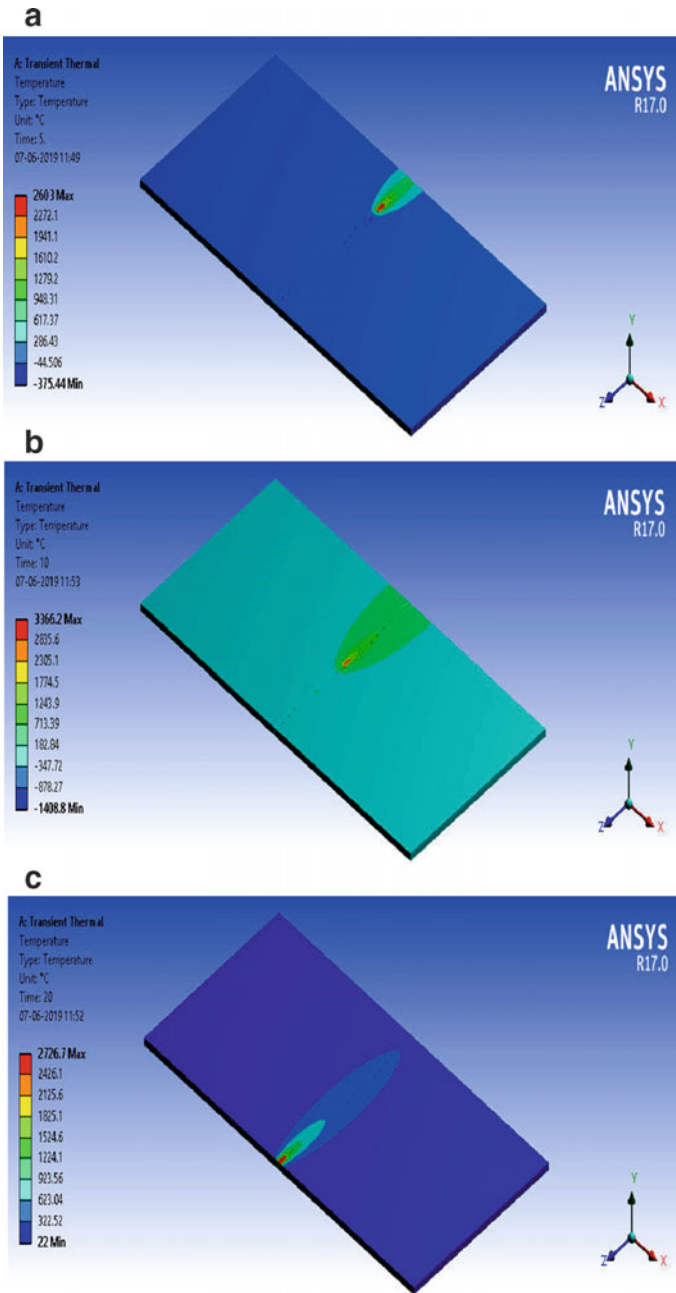 a
A: Transient Thermal
Temperature
Type: Temperature
Unit: °C
Time: 5.
07-06-2019 11:49
2603 Max
2272.1
1941.1
1610.2
1279.2
948.31
617.37
286.43
-44.506
-375.44 Min
ANSYS
R17.0
Y
Z
X
b
A: Transient Thermal
Temperature
Type: Temperature
Unit: °C
Time: 10
07-06-2019 11:53
3366.2 Max
2835.6
2305.1
1774.5
1243.9
713.39
182.84
-347.72
-878.27
-1408.8 Min
ANSYS
R17.0
Y
Z
X
c
A: Transient Thermal
Temperature
Type: Temperature
Unit: °C
Time: 20
07-06-2019 11:52
2726.7 Max
2426.1
2125.6
1825.1
1524.6
1224.1
923.56
623.04
322.52
22 Min
ANSYS
R17.0
Y
Z
X